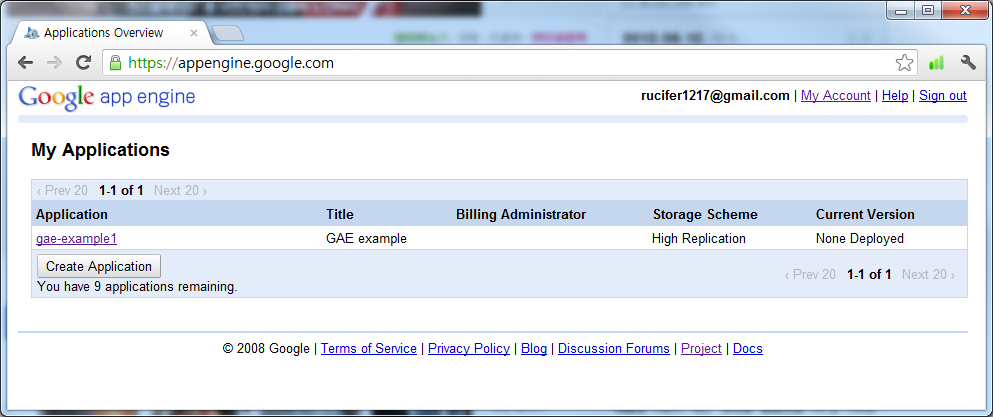 Applications Overview
https://appengine.google.com
Google app engine
rucifer1217@gmail.com | My Account | Help | Sign out
My Applications
‹ Prev 20 1-1 of 1 Next 20 ›
Application Title Billing Administrator Storage Scheme Current Version
gae-example1 GAE example High Replication None Deployed
Create Application
‹ Prev 20 1-1 of 1 Next 20 ›
You have 9 applications remaining.
© 2008 Google | Terms of Service | Privacy Policy | Blog | Discussion Forums | Project | Docs